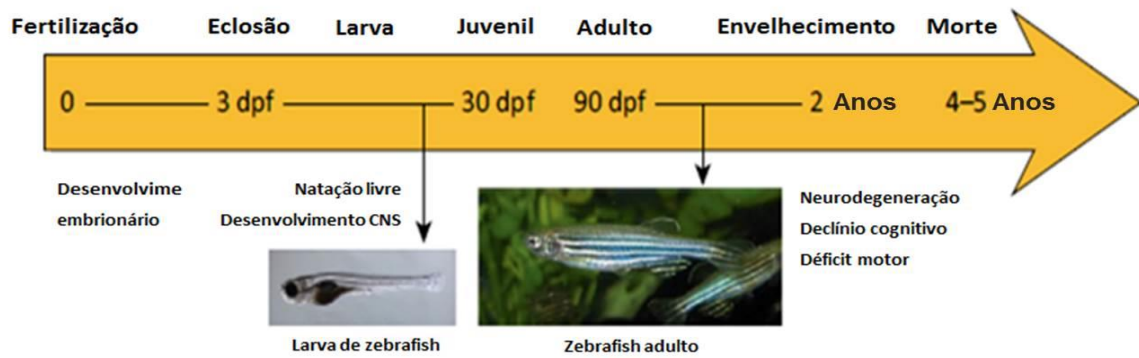 Fertilização Eclosão Larva Juvenil Adulto Envelhecimento Morte
0 3 dpf 30 dpf 90 dpf 2 Anos 4–5 Anos
Desenvolvime
embrionário
Natação livre
Desenvolvimento CNS
Neurodegeneração
Declínio cognitivo
Déficit motor
Larva de zebrafish
Zebrafish adulto